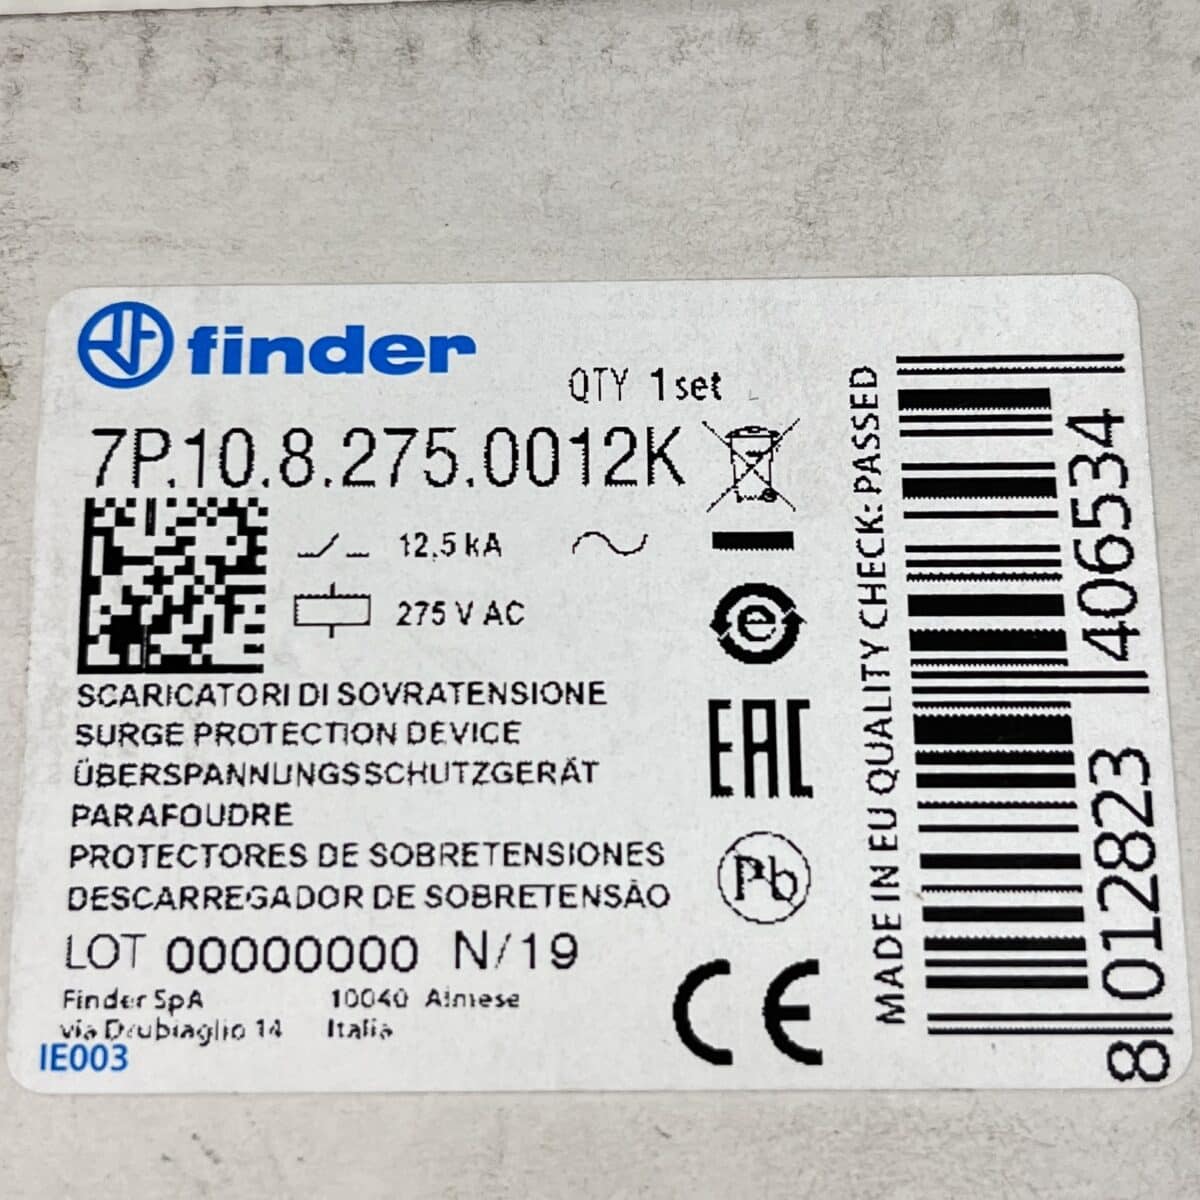 finder
QTY 1 set
7P.10.8.275.0012K
12,5 kA
275 V AC
SCARICATORI DI SOVRATENSIONE
SURGE PROTECTION DEVICE
ÜBERSPANNUNGSSCHUTZGERÄT
PARAFOUDRE
PROTECTORES DE SOBRETENSIONES
DESCARREGADOR DE SOBRETENSÃO
LOT 00000000 N/19
Finder SpA 10040 Almese
via Drubiaglio 14 Italia
IE003
e
EAC
Pb
CE
MADE IN EU QUALITY CHECK: PASSED
8 012823 406534